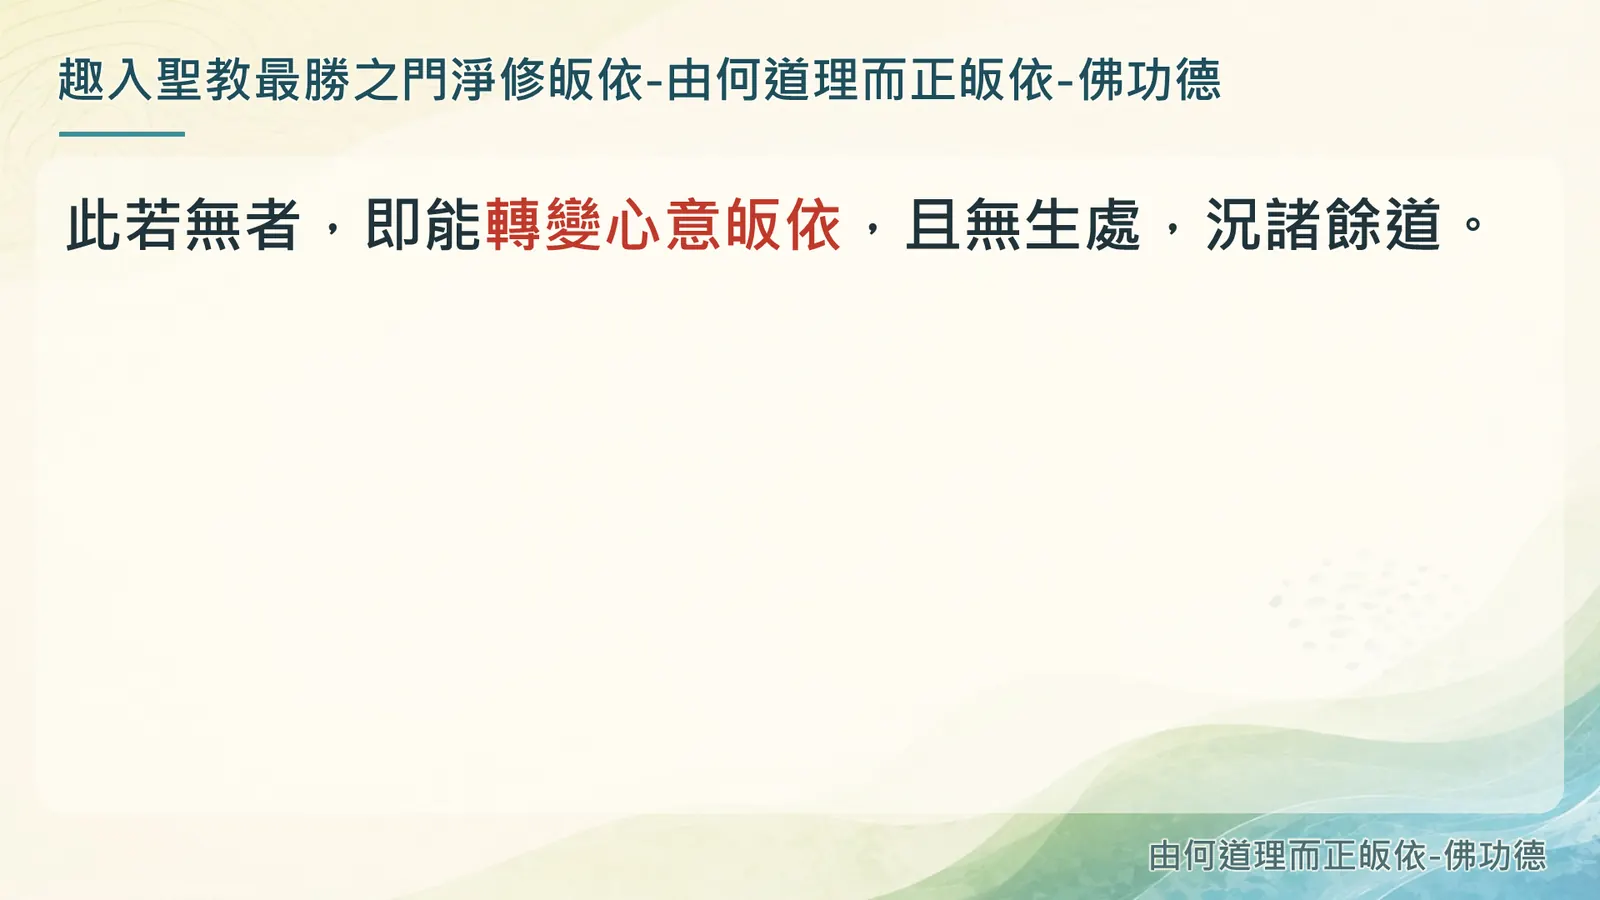 趣入聖教最勝之門淨修皈依-由何道理而正皈依-佛功德
此若無者，即能轉變心意皈依，且無生處，況諸餘道。
由何道理而正皈依-佛功德